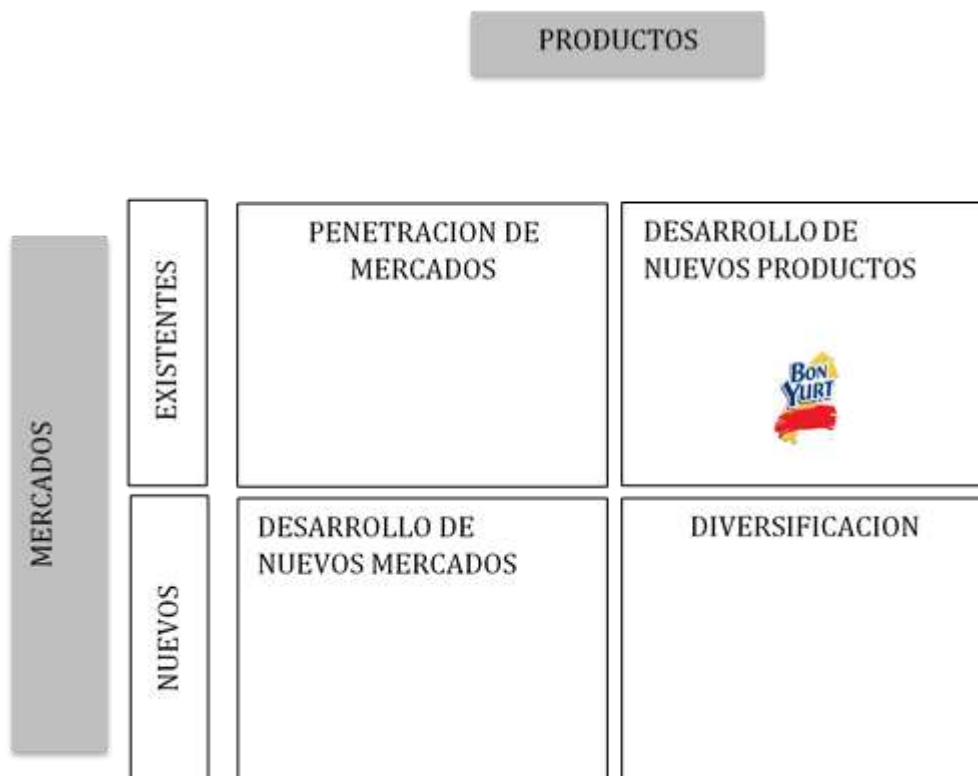 PRODUCTOS
EXISTENTES
PENETRACION DE
MERCADOS
DESARROLLO DE
NUEVOS PRODUCTOS
BON
YURT
MERCADOS
NUEVOS
DESARROLLO DE
NUEVOS MERCADOS
DIVERSIFICACION